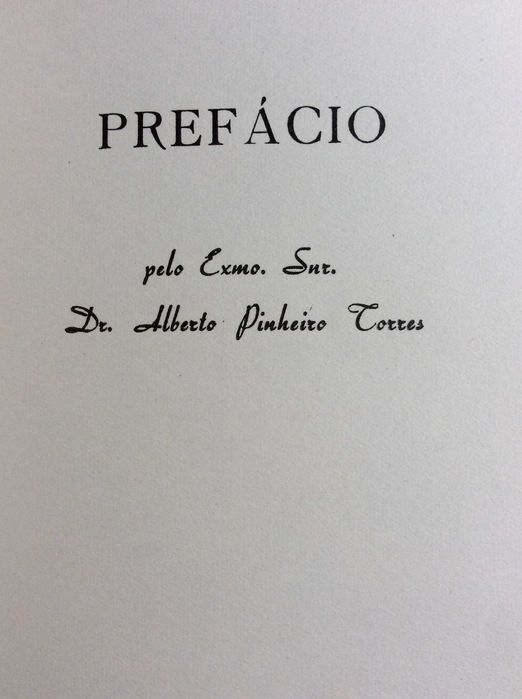 PREFÁCIO
pelo Exmo. Snr.
Dr. Alberto Pinheiro Torres